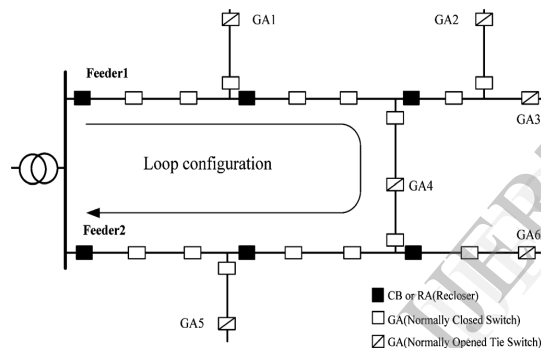 GA1
GA2
Feeder1
GA3
Loop configuration
GA4
Feeder2
GA6
GA5
CB or RA(Recloser)
GA(Normally Closed Switch)
GA(Normally Opened Tie Switch)
IJER